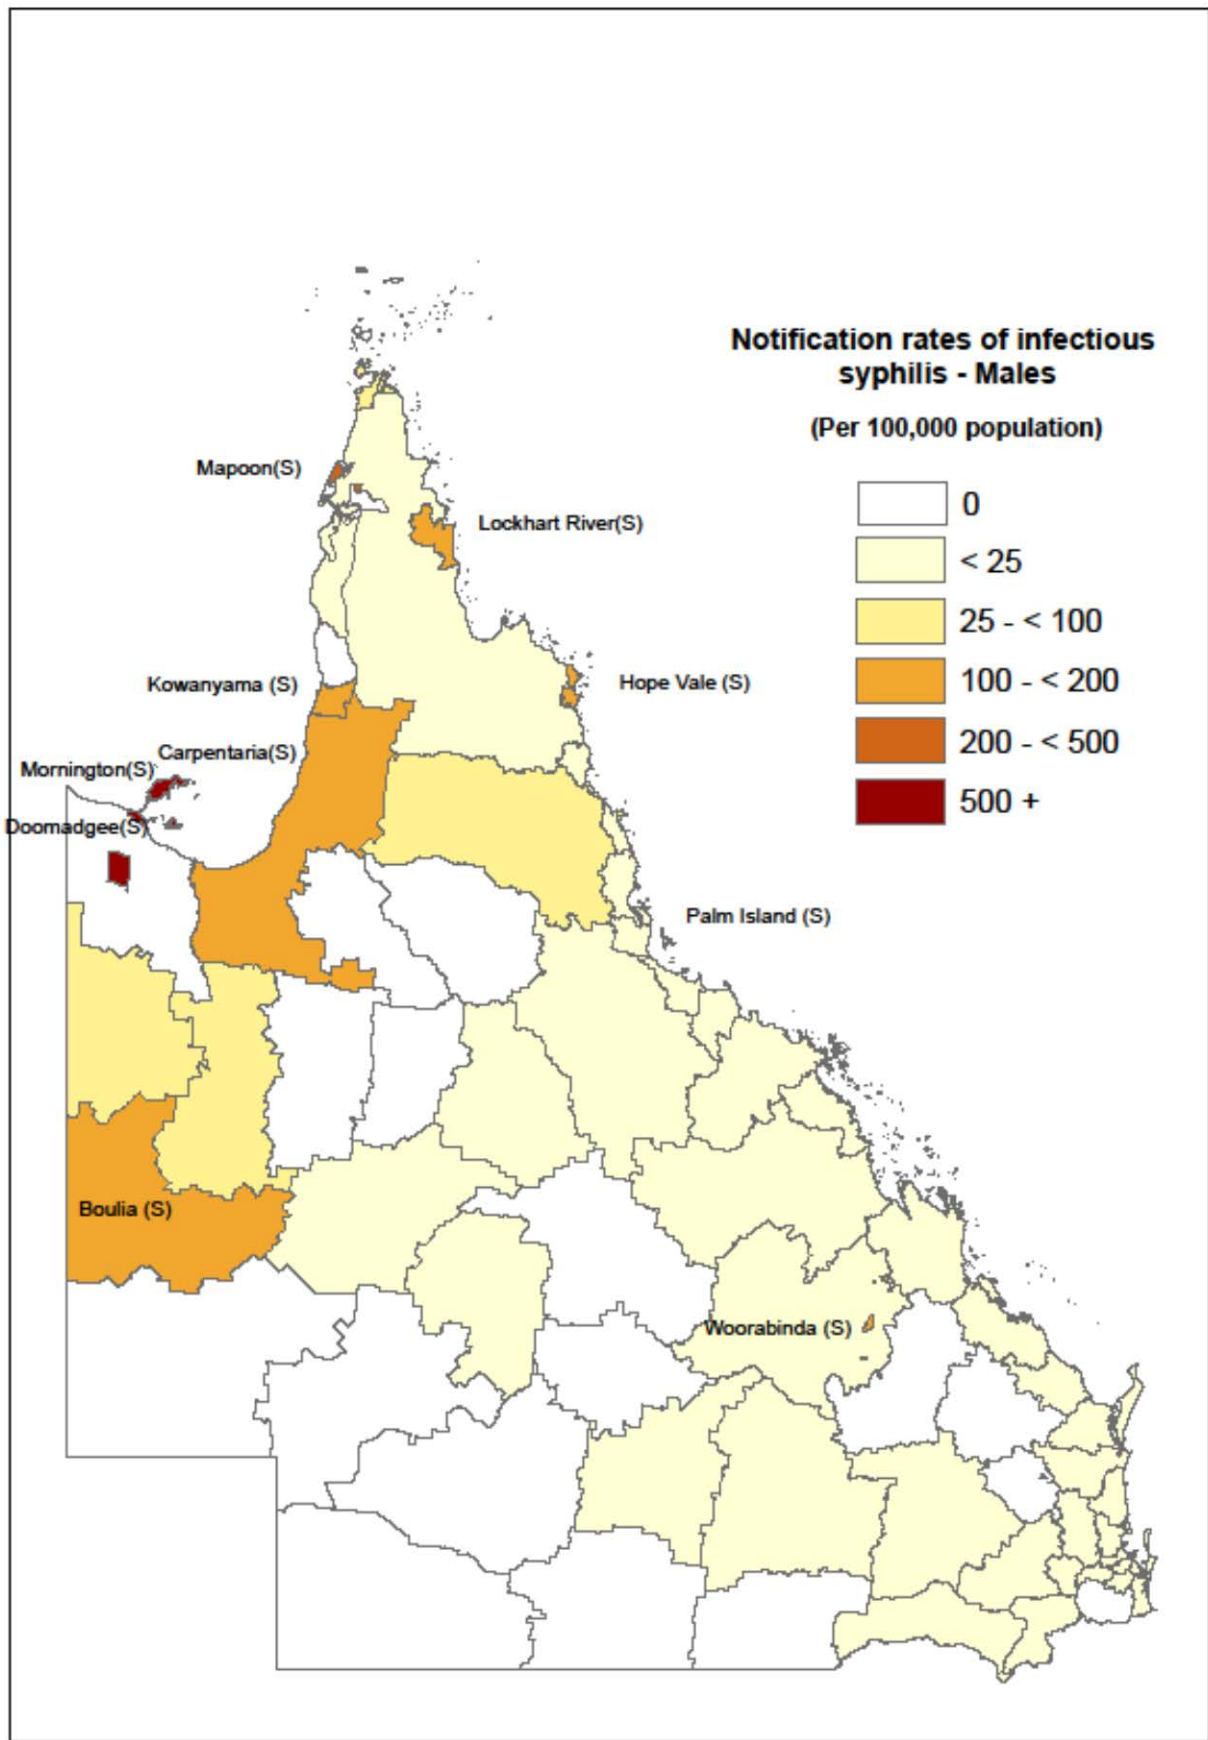 Notification rates of infectious
syphilis - Males
(Per 100,000 population)
0
< 25
25 - < 100
100 - < 200
200 - < 500
500 +
Mapoon(S)
Lockhart River(S)
Hope Vale (S)
Kowanyama (S)
Carpentaria(S)
Mornington(S)
Doomadgee(S)
Palm Island (S)
Boulia (S)
Woorabinda (S)